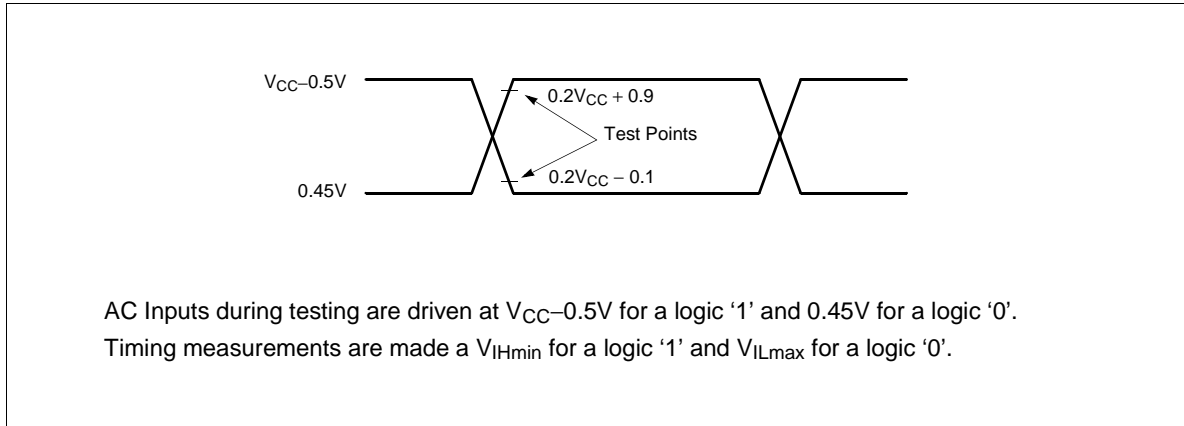 VCC–0.5V
0.2VCC + 0.9
Test Points
0.2VCC – 0.1
0.45V
AC Inputs during testing are driven at VCC–0.5V for a logic ‘1’ and 0.45V for a logic ‘0’.
Timing measurements are made a VIHmin for a logic ‘1’ and VILmax for a logic ‘0’.